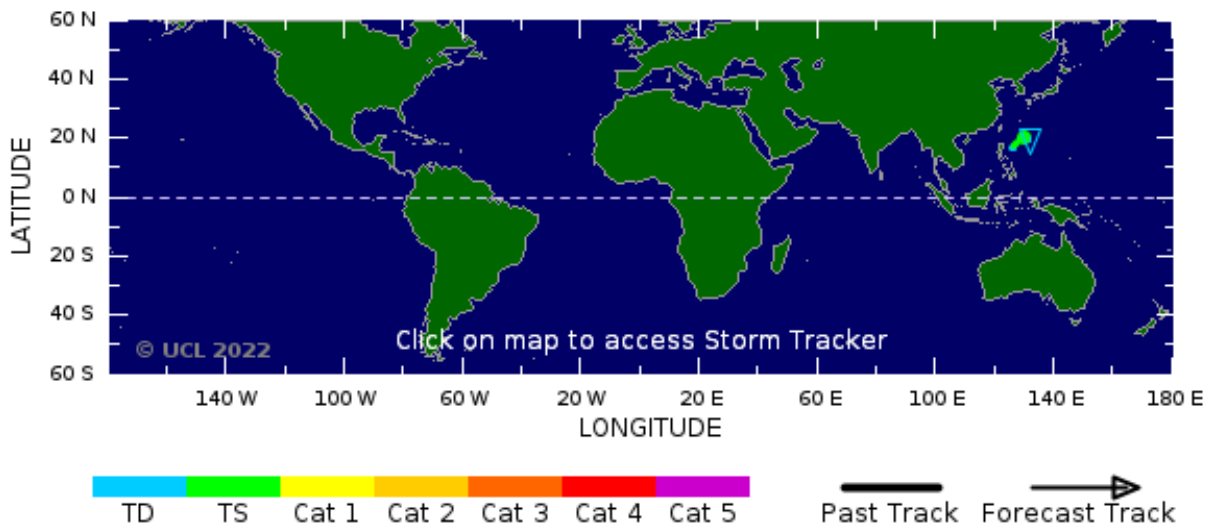 60 N
40 N
20 N
0 N
20 S
40 S
60 S
LATITUDE
Click on map to access Storm Tracker
© UCL 2022
140 W 100 W 60 W 20 W 20 E 60 E 100 E 140 E 180 E
LONGITUDE
TD TS Cat 1 Cat 2 Cat 3 Cat 4 Cat 5 Past Track Forecast Track